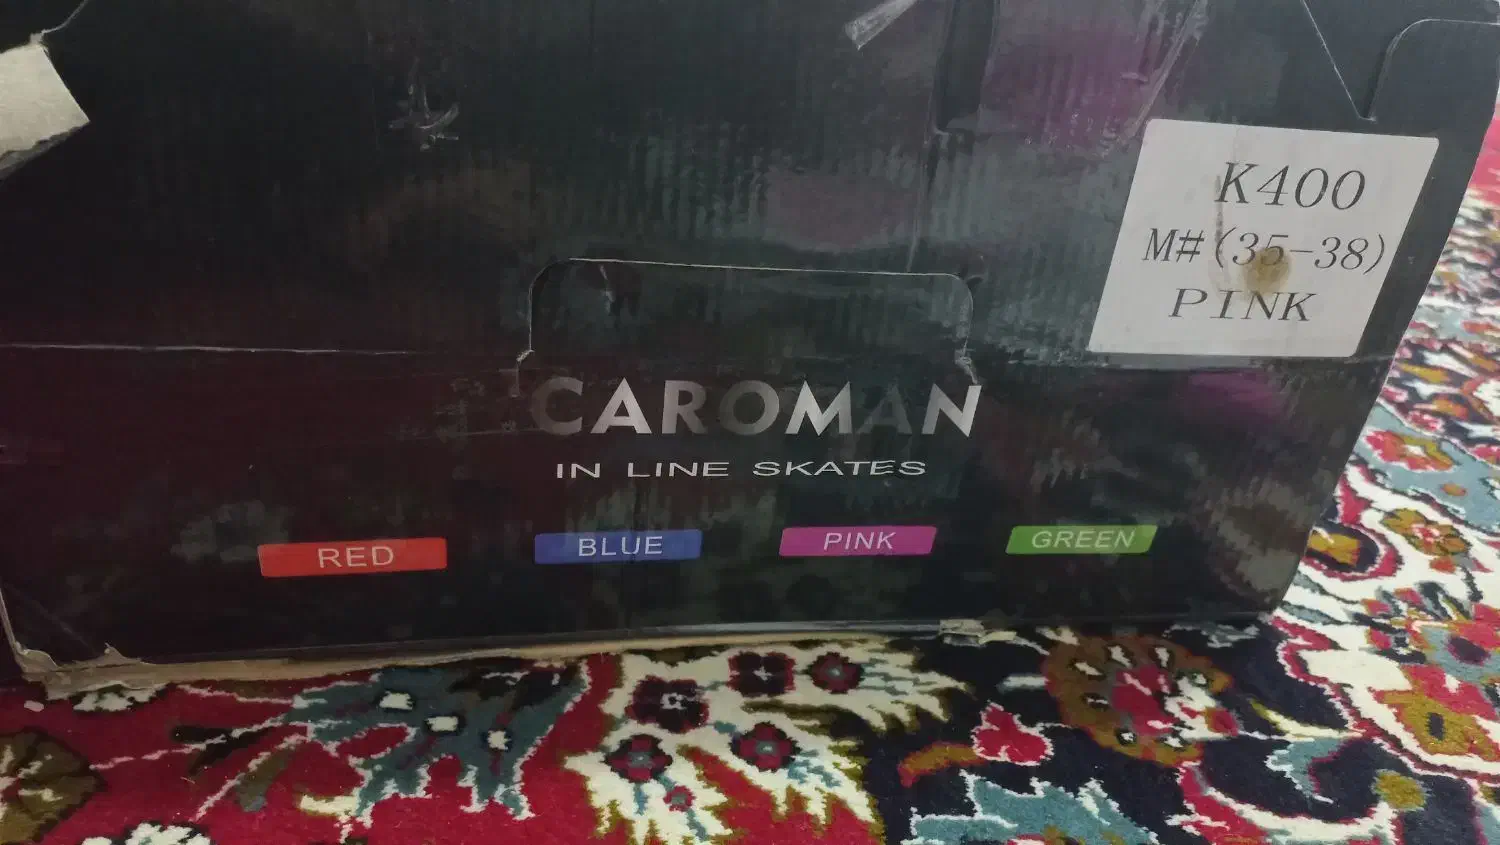 K400
M#(35-38)
PINK
CAROMAN
IN LINE SKATES
RED BLUE PINK GREEN